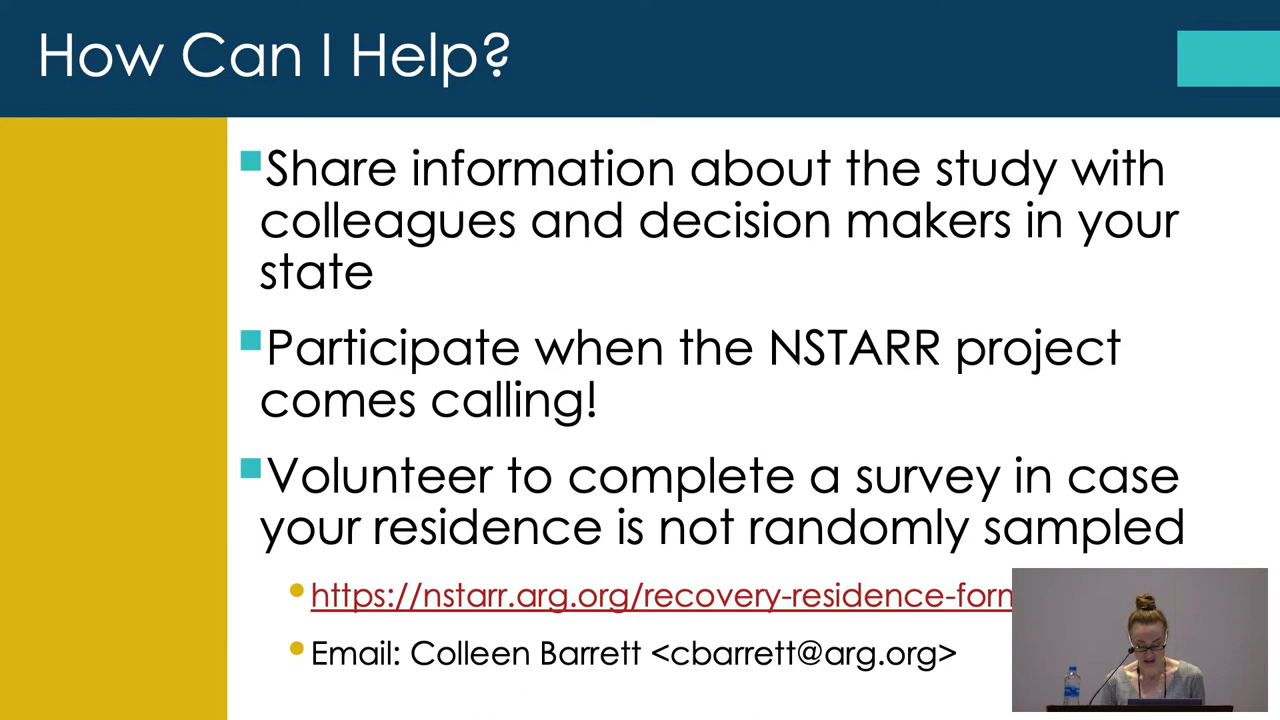 How Can I Help?
Share information about the study with
colleagues and decision makers in your
state
Participate when the NSTARR project
comes calling!
Volunteer to complete a survey in case
your residence is not randomly sampled
https://nstarr.arg.org/recovery-residence-form
Email: Colleen Barrett <cbarrett@arg.org>